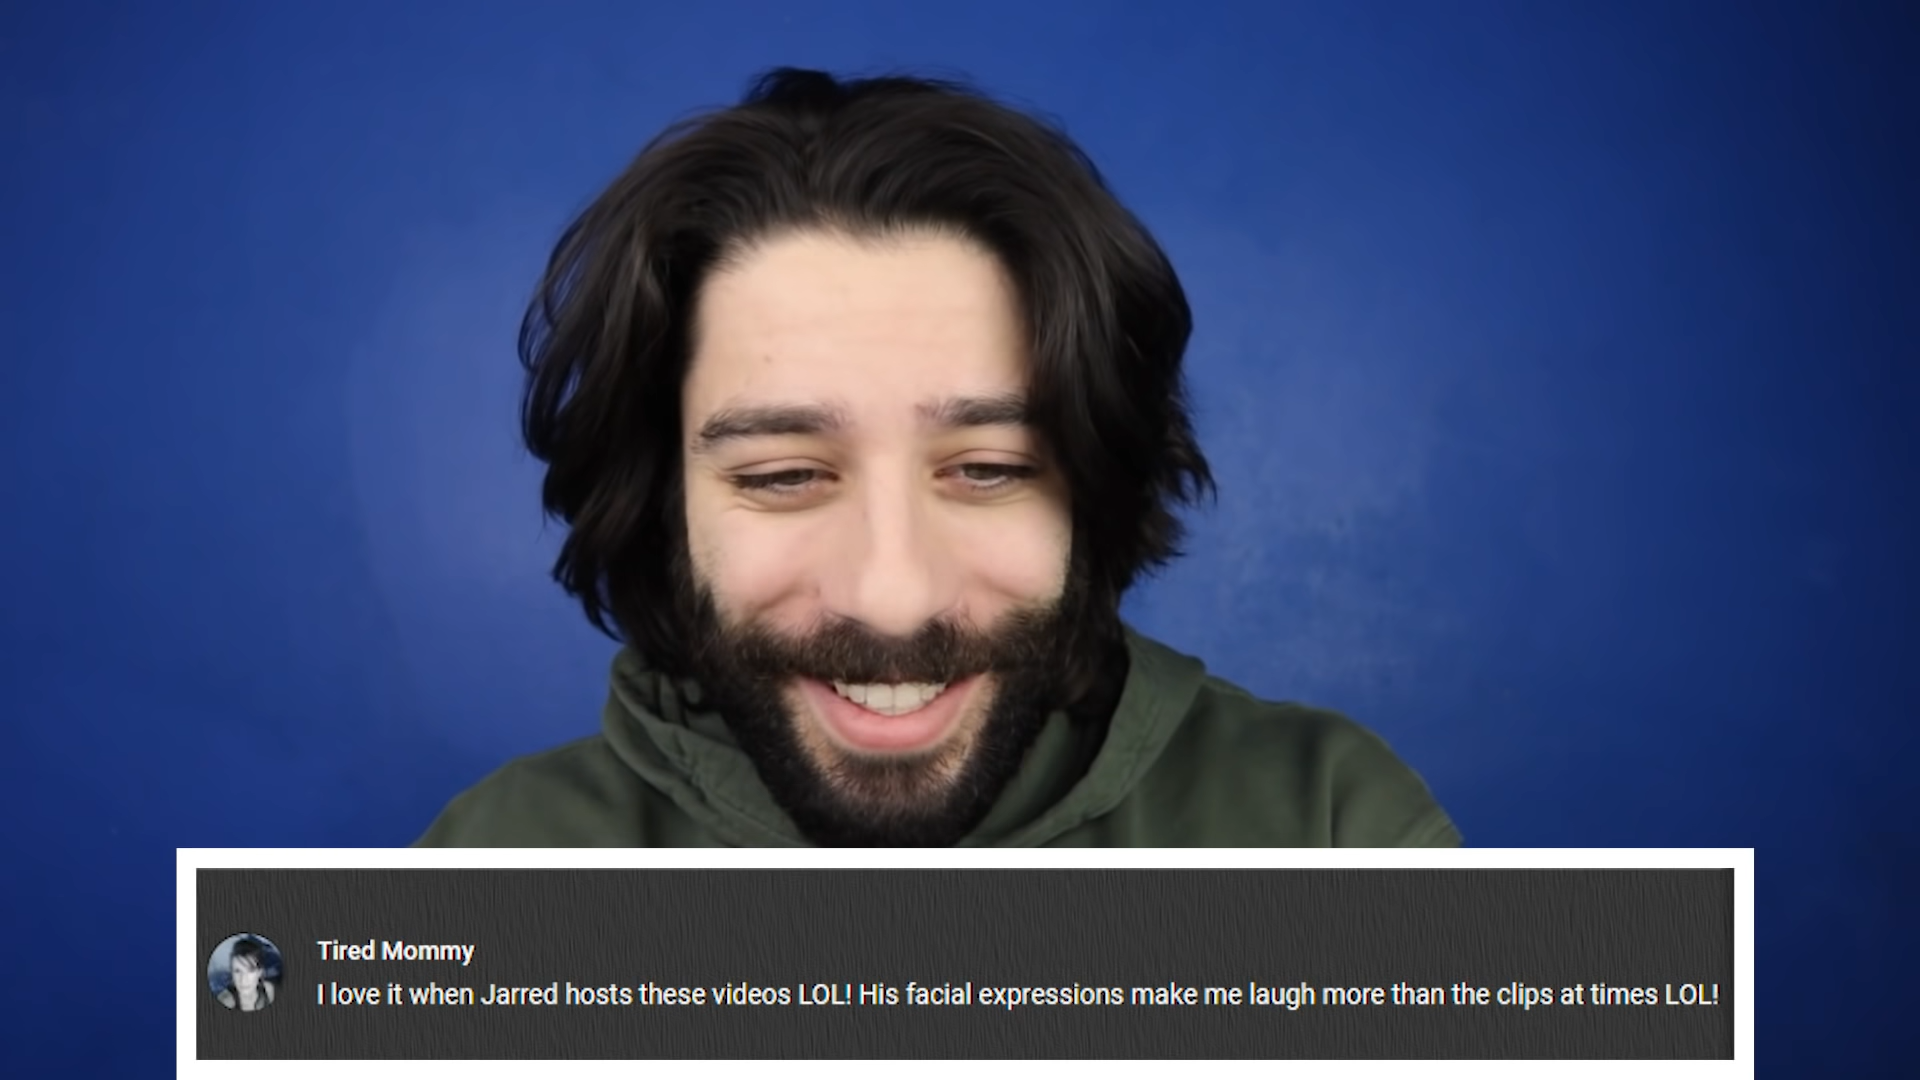 Tired Mommy
I love it when Jarred hosts these videos LOL! His facial expressions make me laugh more than the clips at times LOL!